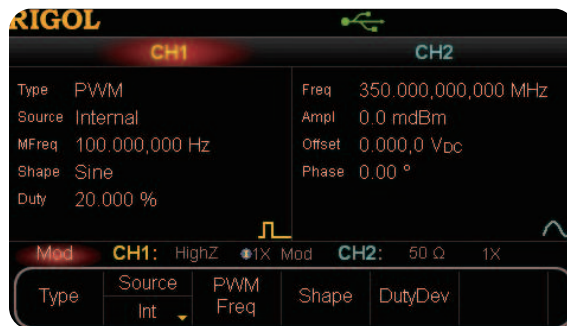 RIGOL
CH1 CH2
Type PWM
Source Internal
MFreq 100.000,000 Hz
Shape Sine
Duty 20.000 %
Freq 350.000,000,000 MHz
Ampl 0.0 mdBm
Offset 0.000,0 VDC
Phase 0.00 °
Mod CH1: HighZ 1X Mod CH2: 50 Ω 1X
Type Source Int PWM Freq Shape DutyDev